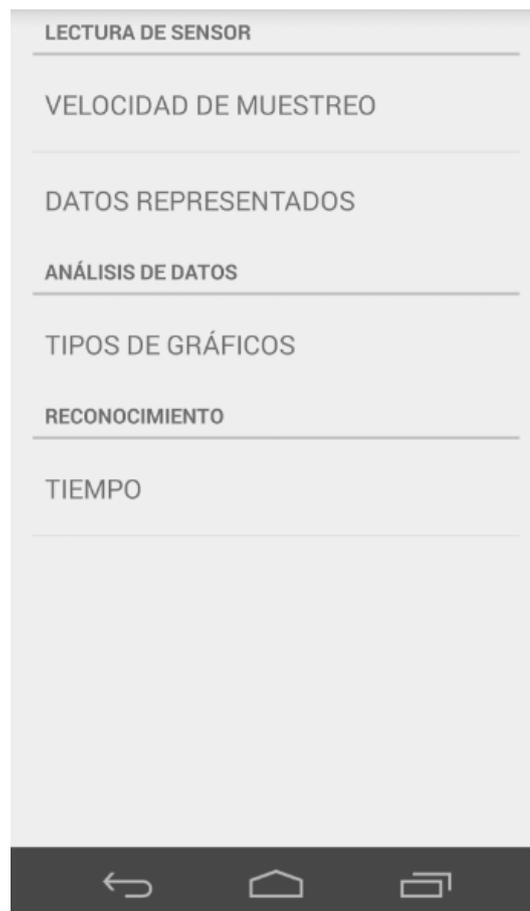 LECTURA DE SENSOR
VELOCIDAD DE MUESTREO
DATOS REPRESENTADOS
ANÁLISIS DE DATOS
TIPOS DE GRÁFICOS
RECONOCIMIENTO
TIEMPO